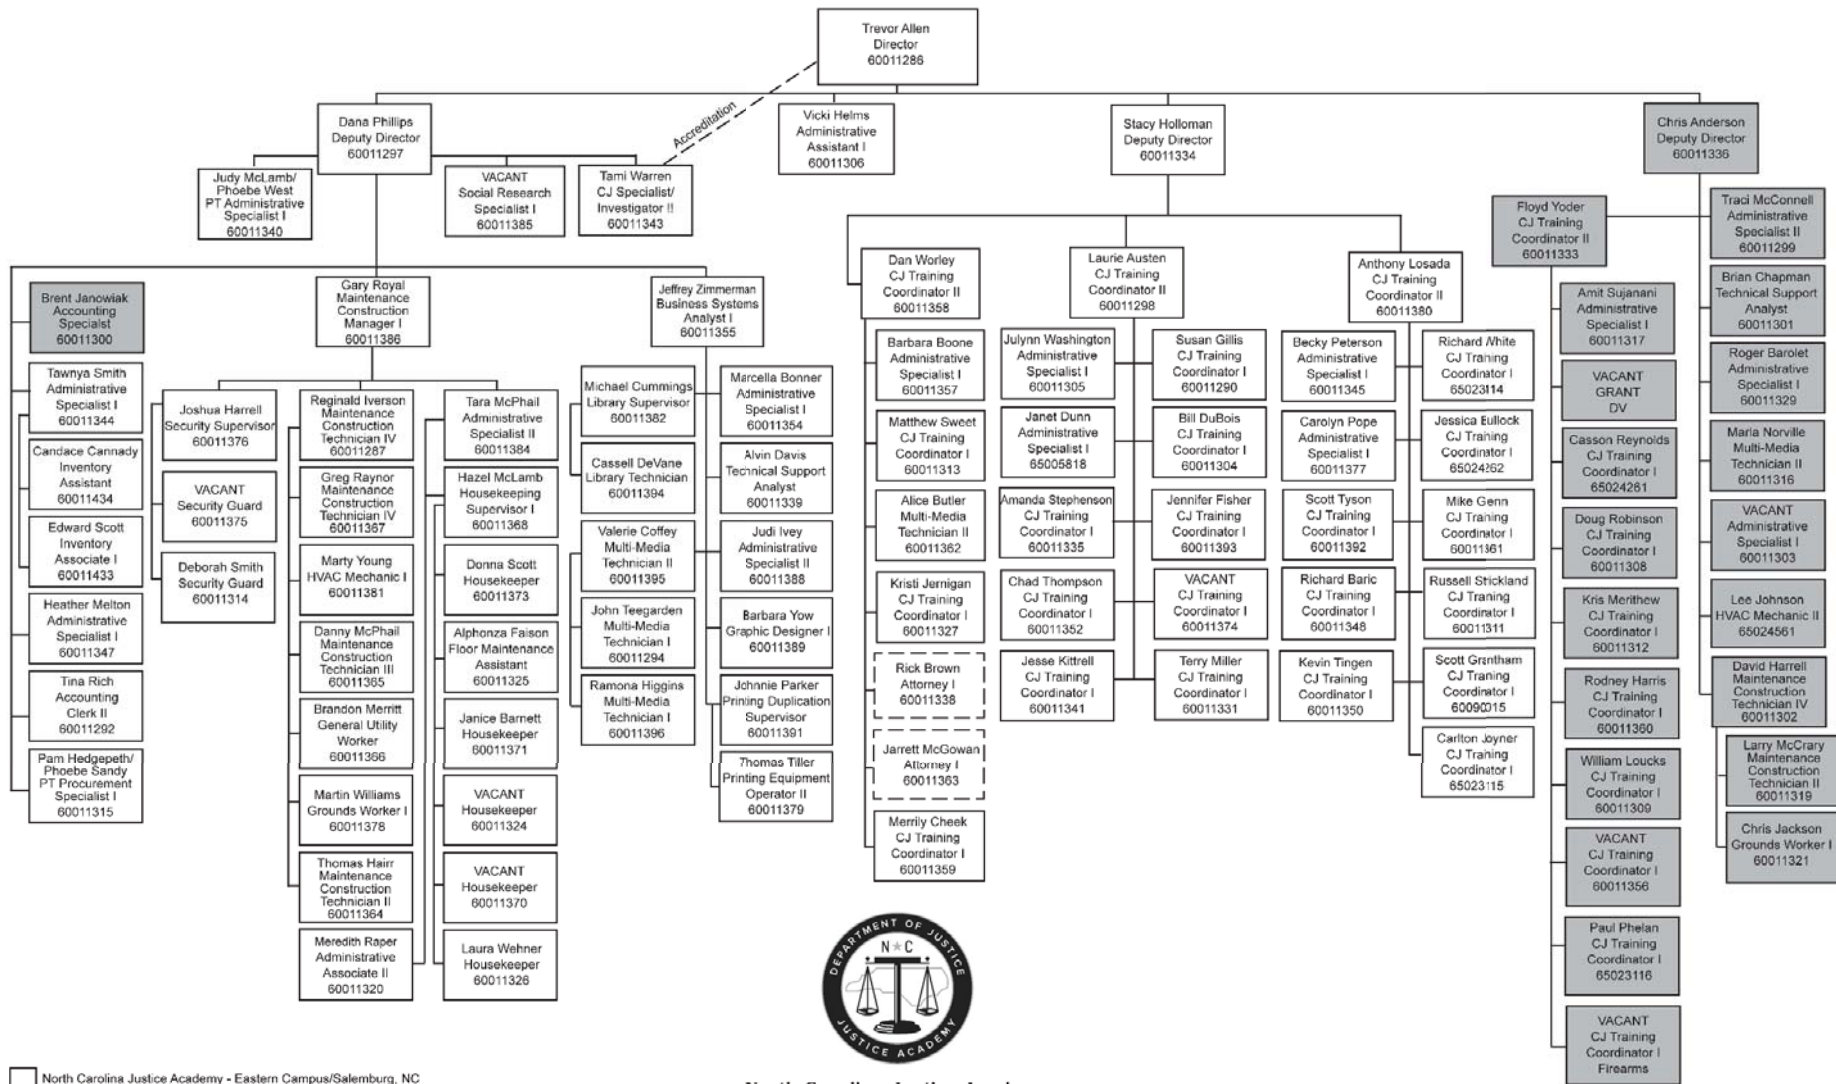 Trevor Allen
Director
60011286
Accreditation
Dana Phillips
Deputy Director
60011297
Vicki Helms
Administrative
Assistant I
60011306
Stacy Holloman
Deputy Director
60011334
Chris Anderson
Deputy Director
60011336
Judy McLamb/
Phoebe West
PT Administrative
Specialist I
60011340
VACANT
Social Research
Specialist I
60011385
Tami Warren
CJ Specialist/
Investigator II
60011343
Brent Janowiak
Accounting
Specialst
60011300
Tawnya Smith
Administrative
Specialist I
60011344
Candace Cannady
Inventory
Assistant
60011434
Edward Scott
Inventory
Associate I
60011433
Heather Melton
Administrative
Specialist I
60011347
Tina Rich
Accounting
Clerk II
60011292
Pam Hedgepeth/
Phoebe Sandy
PT Procurement
Specialist I
60011315
Gary Royal
Maintenance
Construction
Manager I
60011386
Joshua Harrell
Security Supervisor
60011376
VACANT
Security Guard
60011375
Deborah Smith
Security Guard
60011314
Reginald Iverson
Maintenance
Construction
Technician IV
60011287
Greg Raynor
Maintenance
Construction
Technician IV
60011367
Marty Young
HVAC Mechanic I
60011381
Danny McPhail
Maintenance
Construction
Technician III
60011365
Brandon Merritt
General Utility
Worker
60011366
Martin Williams
Grounds Worker I
60011378
Thomas Hairr
Maintenance
Construction
Technician II
60011364
Meredith Raper
Administrative
Associate II
60011320
Tara McPhail
Administrative
Specialist II
60011384
Hazel McLamb
Housekeeping
Supervisor I
60011368
Donna Scott
Housekeeper
60011373
Alphonza Faison
Floor Maintenance
Assistant
60011325
Janice Barnett
Housekeeper
60011371
VACANT
Housekeeper
60011324
VACANT
Housekeeper
60011370
Laura Wehner
Housekeeper
60011326
Jeffrey Zimmerman
Business Systems
Analyst I
60011355
Michael Cummings
Library Supervisor
60011382
Cassell DeVane
Library Technician
60011394
Valerie Coffey
Multi-Media
Technician II
60011395
John Teegarden
Multi-Media
Technician I
60011294
Ramona Higgins
Multi-Media
Technician I
60011396
Marcella Bonner
Administrative
Specialist I
60011354
Alvin Davis
Technical Support
Analyst
60011339
Judi Ivey
Administrative
Specialist II
60011388
Barbara Yow
Graphic Designer I
60011389
Johnnie Parker
Printing Duplication
Supervisor
60011391
Thomas Tiller
Printing Equipment
Operator II
60011379
Dan Worley
CJ Training
Coordinator II
60011358
Barbara Boone
Administrative
Specialist I
60011357
Matthew Sweet
CJ Training
Coordinator I
60011313
Alice Butler
Multi-Media
Technician II
60011362
Kristi Jernigan
CJ Training
Coordinator I
60011327
Rick Brown
Attorney I
60011338
Jarrett McGowan
Attorney I
60011363
Merrily Cheek
CJ Training
Coordinator I
60011359
Laurie Austen
CJ Training
Coordinator II
60011298
Julynn Washington
Administrative
Specialist I
60011305
Janet Dunn
Administrative
Specialist I
65005818
Amanda Stephenson
CJ Training
Coordinator I
60011335
Chad Thompson
CJ Training
Coordinator I
60011352
Jesse Kittrell
CJ Training
Coordinator I
60011341
Susan Gillis
CJ Training
Coordinator I
60011290
Bill DuBois
CJ Training
Coordinator I
60011304
Jennifer Fisher
CJ Training
Coordinator I
60011393
VACANT
CJ Training
Coordinator I
60011374
Terry Miller
CJ Training
Coordinator I
60011331
Anthony Losada
CJ Training
Coordinator II
60011380
Becky Peterson
Administrative
Specialist I
60011345
Carolyn Pope
Administrative
Specialist I
60011377
Scott Tyson
CJ Training
Coordinator I
60011392
Richard Baric
CJ Training
Coordinator I
60011348
Kevin Tingen
CJ Training
Coordinator I
60011350
Richard White
CJ Training
Coordinator I
65023114
Jessica Bullock
CJ Training
Coordinator I
65024262
Mike Genn
CJ Training
Coordinator I
60011361
Russell Strickland
CJ Training
Coordinator I
60011311
Scott Grantham
CJ Training
Coordinator I
60090315
Carlton Joyner
CJ Training
Coordinator I
65023115
Floyd Yoder
CJ Training
Coordinator II
60011333
Amit Sujanani
Administrative
Specialist I
60011317
VACANT
GRANT
DV
Casson Reynolds
CJ Training
Coordinator I
65024261
Doug Robinson
CJ Training
Coordinator I
60011308
Kris Merithew
CJ Training
Coordinator I
60011312
Rodney Harris
CJ Training
Coordinator I
60011360
William Loucks
CJ Training
Coordinator I
60011309
VACANT
CJ Training
Coordinator I
60011356
Paul Phelan
CJ Training
Coordinator I
65023116
VACANT
CJ Training
Coordinator I
Firearms
Traci McConnell
Administrative
Specialist II
60011299
Brian Chapman
Technical Support
Analyst
60011301
Roger Barolet
Administrative
Specialist I
60011329
Marla Norville
Multi-Media
Technician II
60011316
VACANT
Administrative
Specialist I
60011303
Lee Johnson
HVAC Mechanic II
65024561
David Harrell
Maintenance
Construction
Technician IV
60011302
Larry McCrary
Maintenance
Construction
Technician II
60011319
Chris Jackson
Grounds Worker I
60011321
DEPARTMENT OF JUSTICE
N C
JUSTICE ACADEMY
North Carolina Justice Academy - Eastern Campus/Salemburg, NC